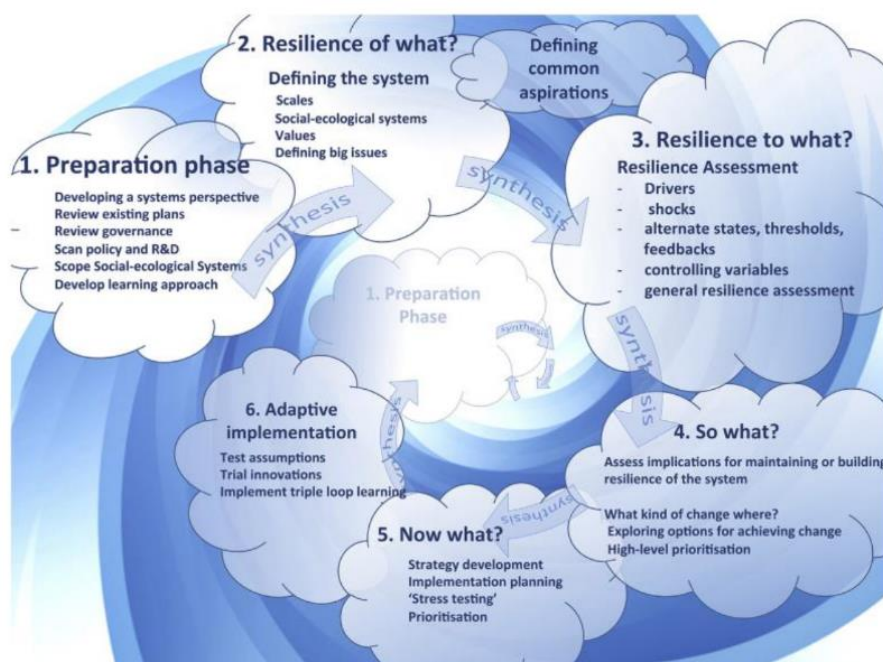 1. Preparation phase
Developing a systems perspective
Review existing plans
Review governance
Scan policy and R&D
Scope Social-ecological Systems
Develop learning approach
synthesis
2. Resilience of what?
Defining the system
Scales
Social-ecological systems
Values
Defining big issues
Defining
common
aspirations
synthesis
3. Resilience to what?
Resilience Assessment
- Drivers
- shocks
- alternate states, thresholds,
feedbacks
- controlling variables
- general resilience assessment
synthesis
4. So what?
Assess implications for maintaining or building
resilience of the system
What kind of change where?
Exploring options for achieving change
High-level prioritisation
synthesis
5. Now what?
Strategy development
Implementation planning
‘Stress testing’
Prioritisation
6. Adaptive
implementation
Test assumptions
Trial innovations
Implement triple loop learning
synthesis
1. Preparation
Phase
synthesis